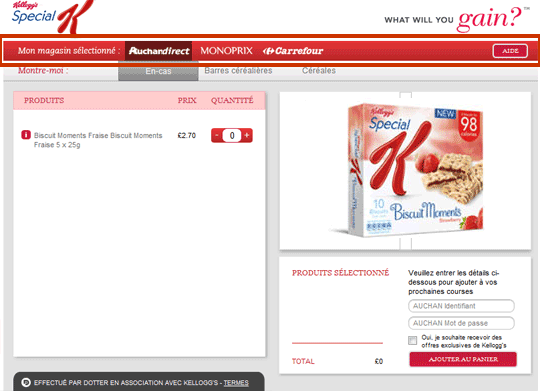 Kellogg's
Special K
WHAT WILL YOU gain?™
Mon magasin sélectionné : Auchandirect MONOPRIX Carrefour AIDE
Montre-moi : En-cas Barres céréalières Céréales
PRODUITS PRIX QUANTITÉ
Biscuit Moments Fraise Biscuit Moments £2.70 - 0 +
Fraise 5 x 25g
Kellogg's
Special K
NEW
98
calories
10
Biscuits
Biscuit Moments
Strawberry
PRODUITS SÉLECTIONNÉ
Veuillez entrer les détails ci-
dessous pour ajouter à vos
prochaines courses
AUCHAN Identifiant
AUCHAN Mot de passe
Oui, je souhaite recevoir des
offres exclusives de Kellogg's
TOTAL £0
AJOUTER AU PANIER
EFFECTUÉ PAR DOTTER EN ASSOCIATION AVEC KELLOGG'S - TERMES